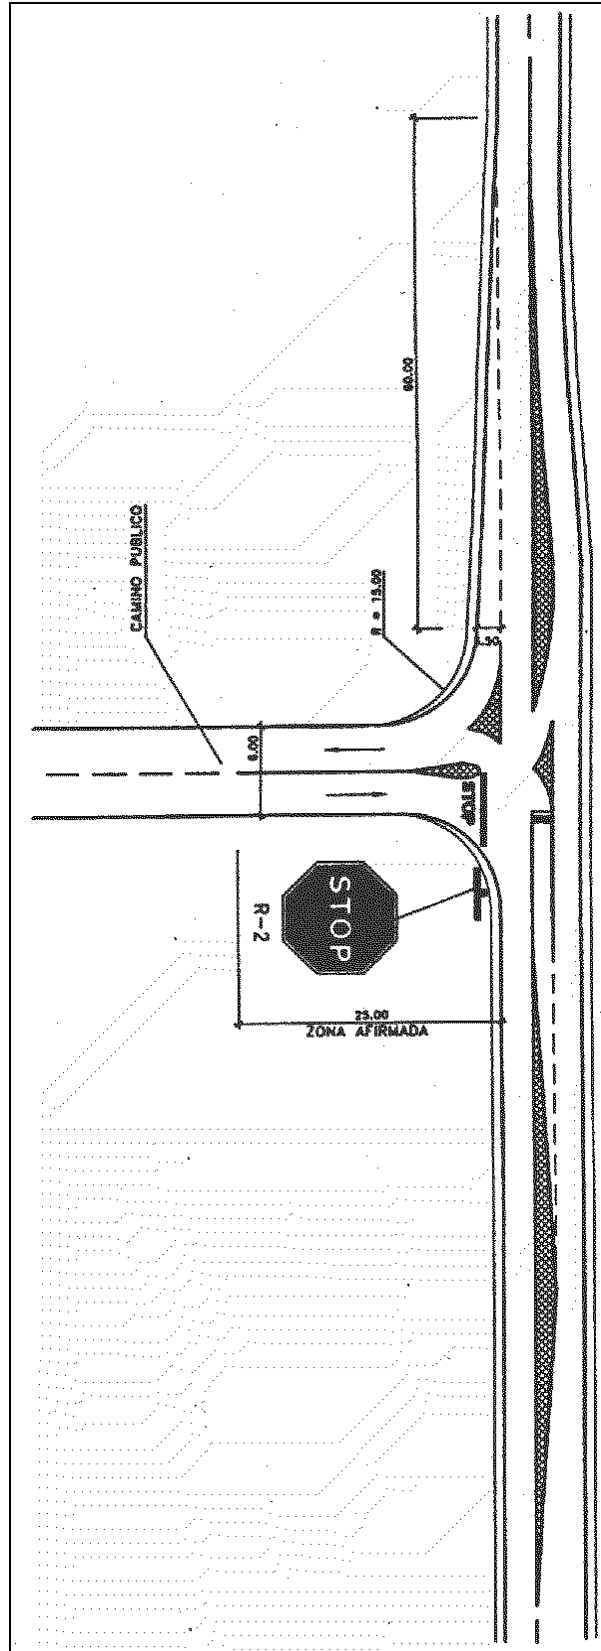 60.00
CAMINO PUBLICO
R = 15.00
6.00
STOP
STOP
R-2
25.00
ZONA AFIRMADA